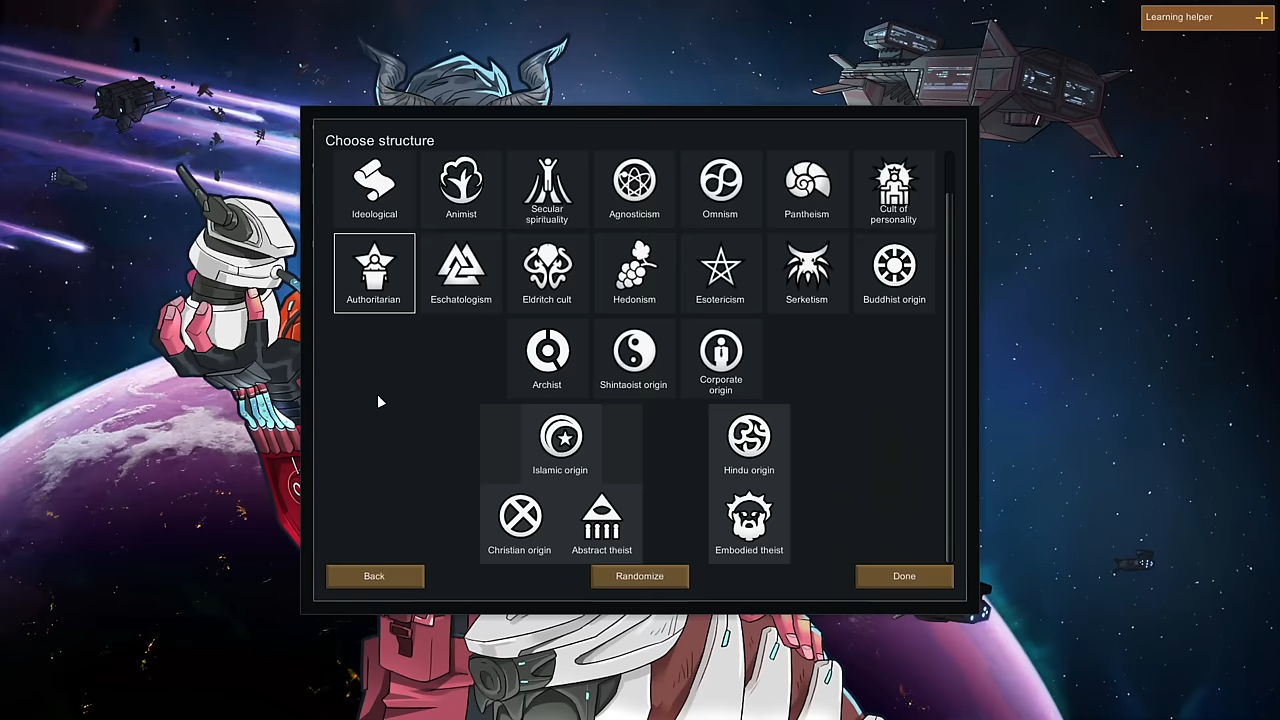 Learning helper
Choose structure
Ideological
Animist
Secular
spirituality
Agnosticism
Omnism
Pantheism
Cult of
personality
Authoritarian
Eschatologism
Eldritch cult
Hedonism
Esotericism
Serketism
Buddhist origin
Archist
Shintaoist origin
Corporate
origin
Islamic origin
Hindu origin
Christian origin
Abstract theist
Embodied theist
Back
Randomize
Done